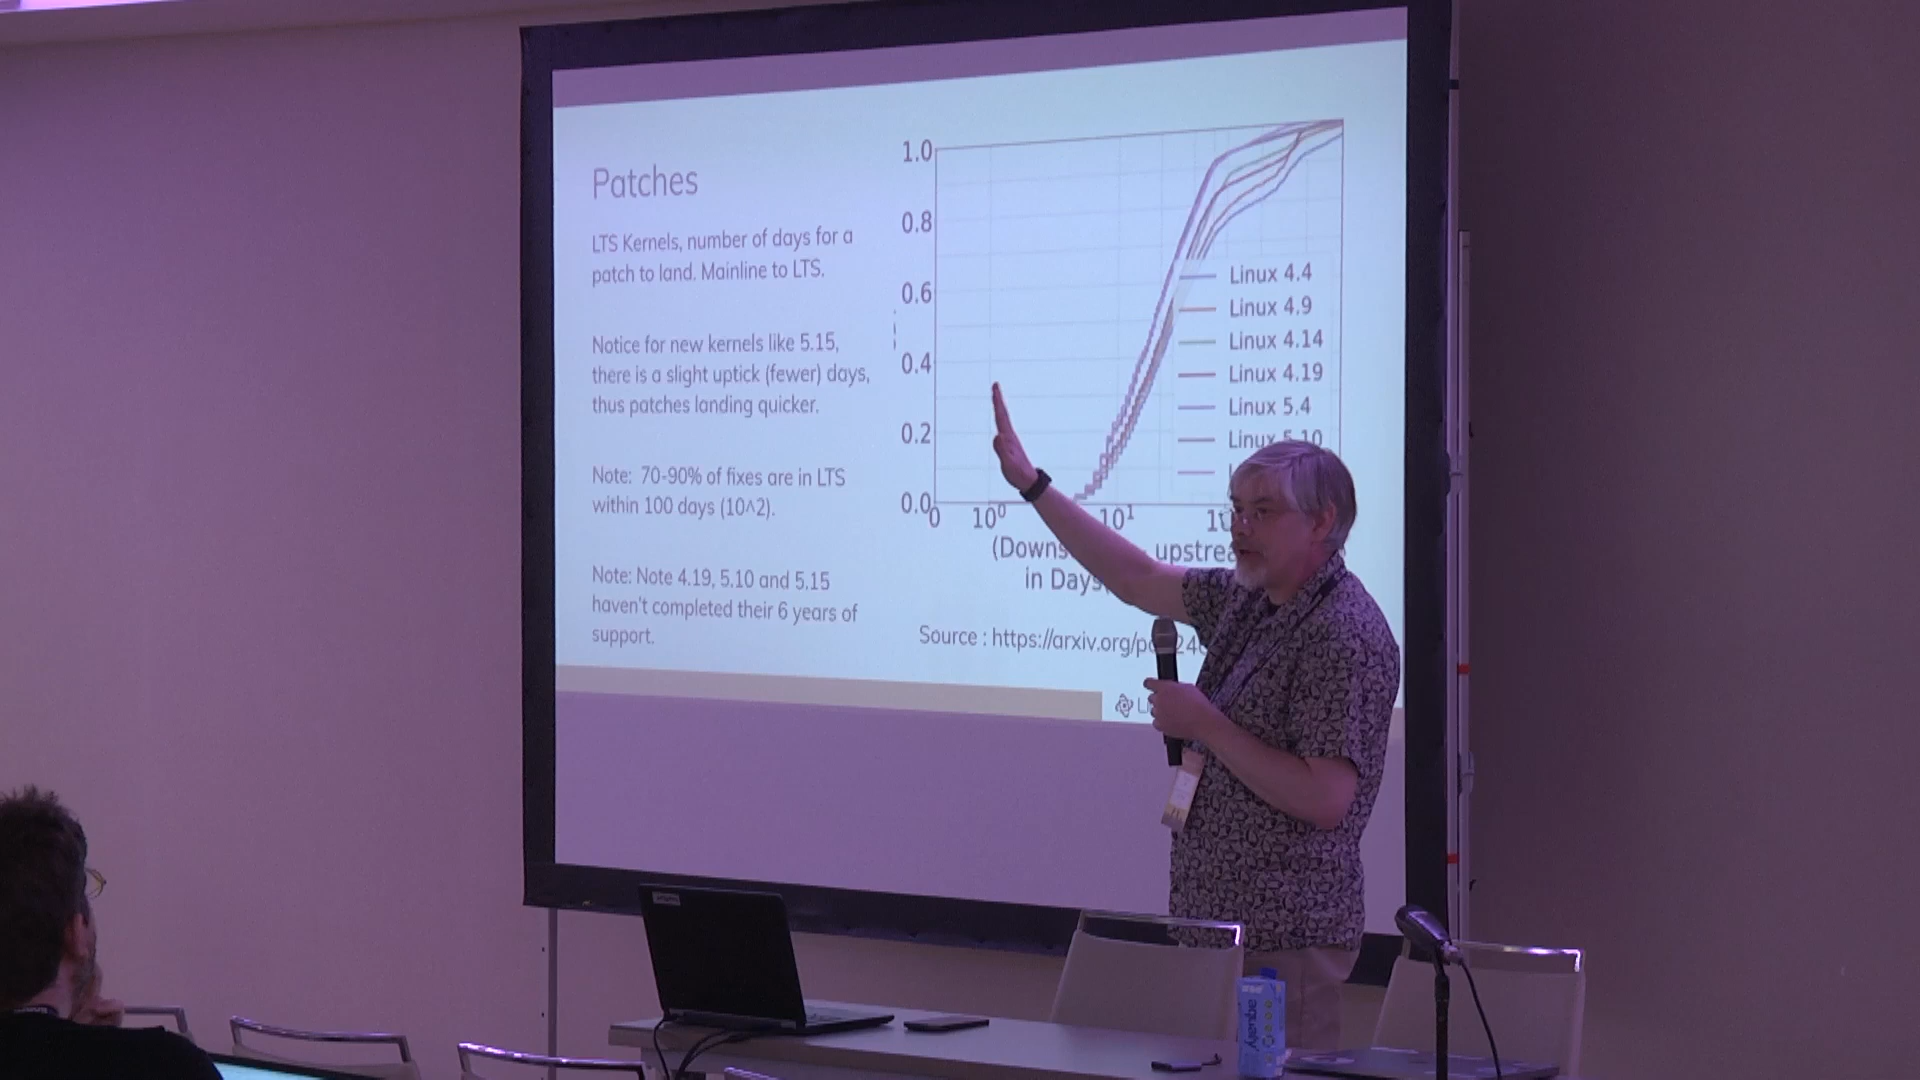 Patches
LTS Kernels, number of days for a
patch to land. Mainline to LTS.
Notice for new kernels like 5.15,
there is a slight uptick (fewer) days,
thus patches landing quicker.
Note: 70-90% of fixes are in LTS
within 100 days (10^2).
Note: Note 4.19, 5.10 and 5.15
haven't completed their 6 years of
support.
1.0
0.8
0.6
0.4
0.2
0.0
0 10⁰ 10¹
Linux 4.4
Linux 4.9
Linux 4.14
Linux 4.19
Linux 5.4
Linux 5.10
in Days
Source : https://arxiv.org/